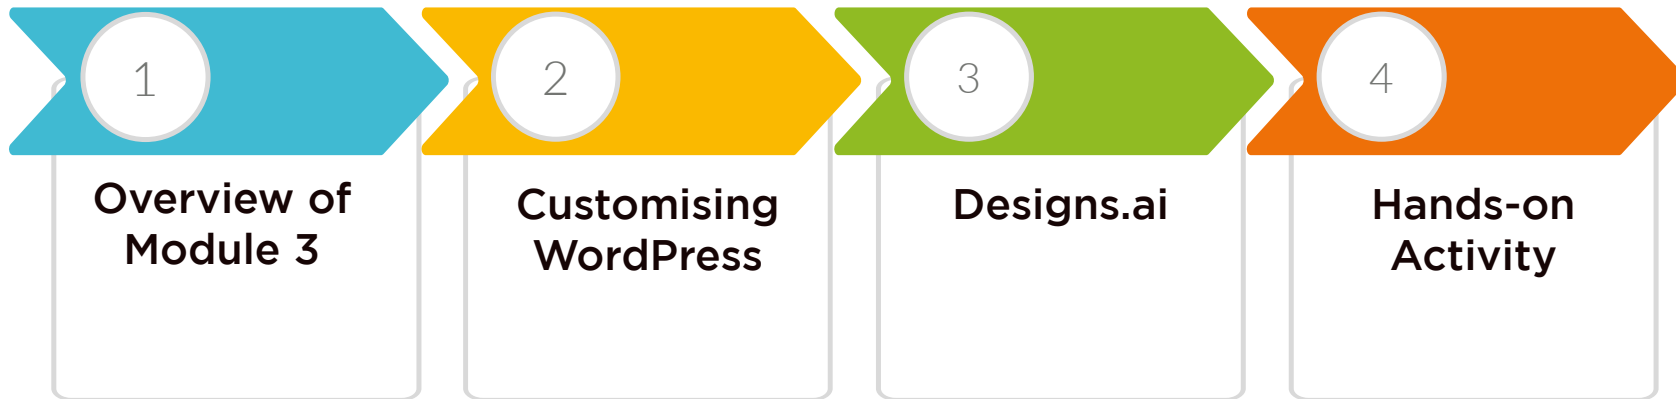 1
Overview of
Module 3
2
Customising
WordPress
3
Designs.ai
4
Hands-on
Activity